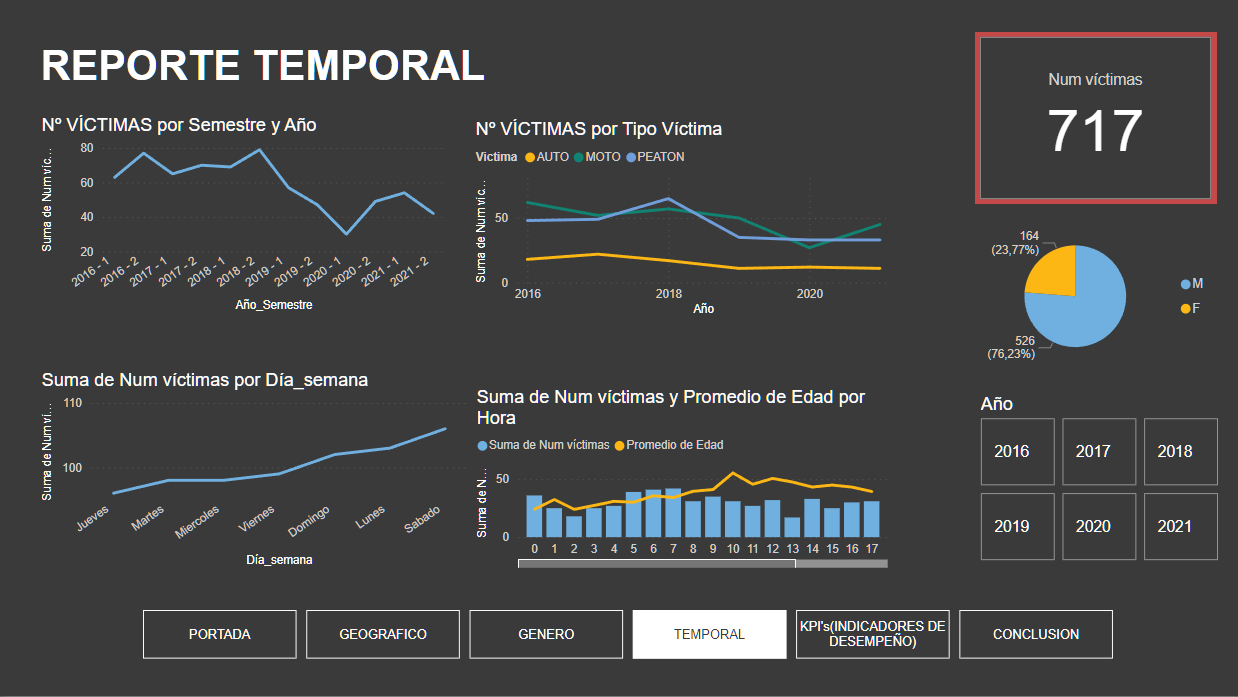 REPORTE TEMPORAL
Num víctimas
717
Nº VÍCTIMAS por Semestre y Año
Suma de Num víc...
80
60
40
20
2016 - 1
2016 - 2
2017 - 1
2017 - 2
2018 - 1
2018 - 2
2019 - 1
2019 - 2
2020 - 1
2020 - 2
2021 - 1
2021 - 2
Año_Semestre
Nº VÍCTIMAS por Tipo Víctima
Victima AUTO MOTO PEATON
Suma de Num víc...
50
0
2016 2018 2020
Año
164
(23,77%)
526
(76,23%)
M
F
Suma de Num víctimas por Día_semana
Suma de Num ví...
110
100
Jueves
Martes
Miercoles
Viernes
Domingo
Lunes
Sabado
Día_semana
Suma de Num víctimas y Promedio de Edad por
Hora
Suma de Num víctimas Promedio de Edad
Suma de N...
50
0
0 1 2 3 4 5 6 7 8 9 10 11 12 13 14 15 16 17
Año
2016 2017 2018
2019 2020 2021
PORTADA
GEOGRAFICO
GENERO
TEMPORAL
KPI's(INDICADORES DE
DESEMPEÑO)
CONCLUSION